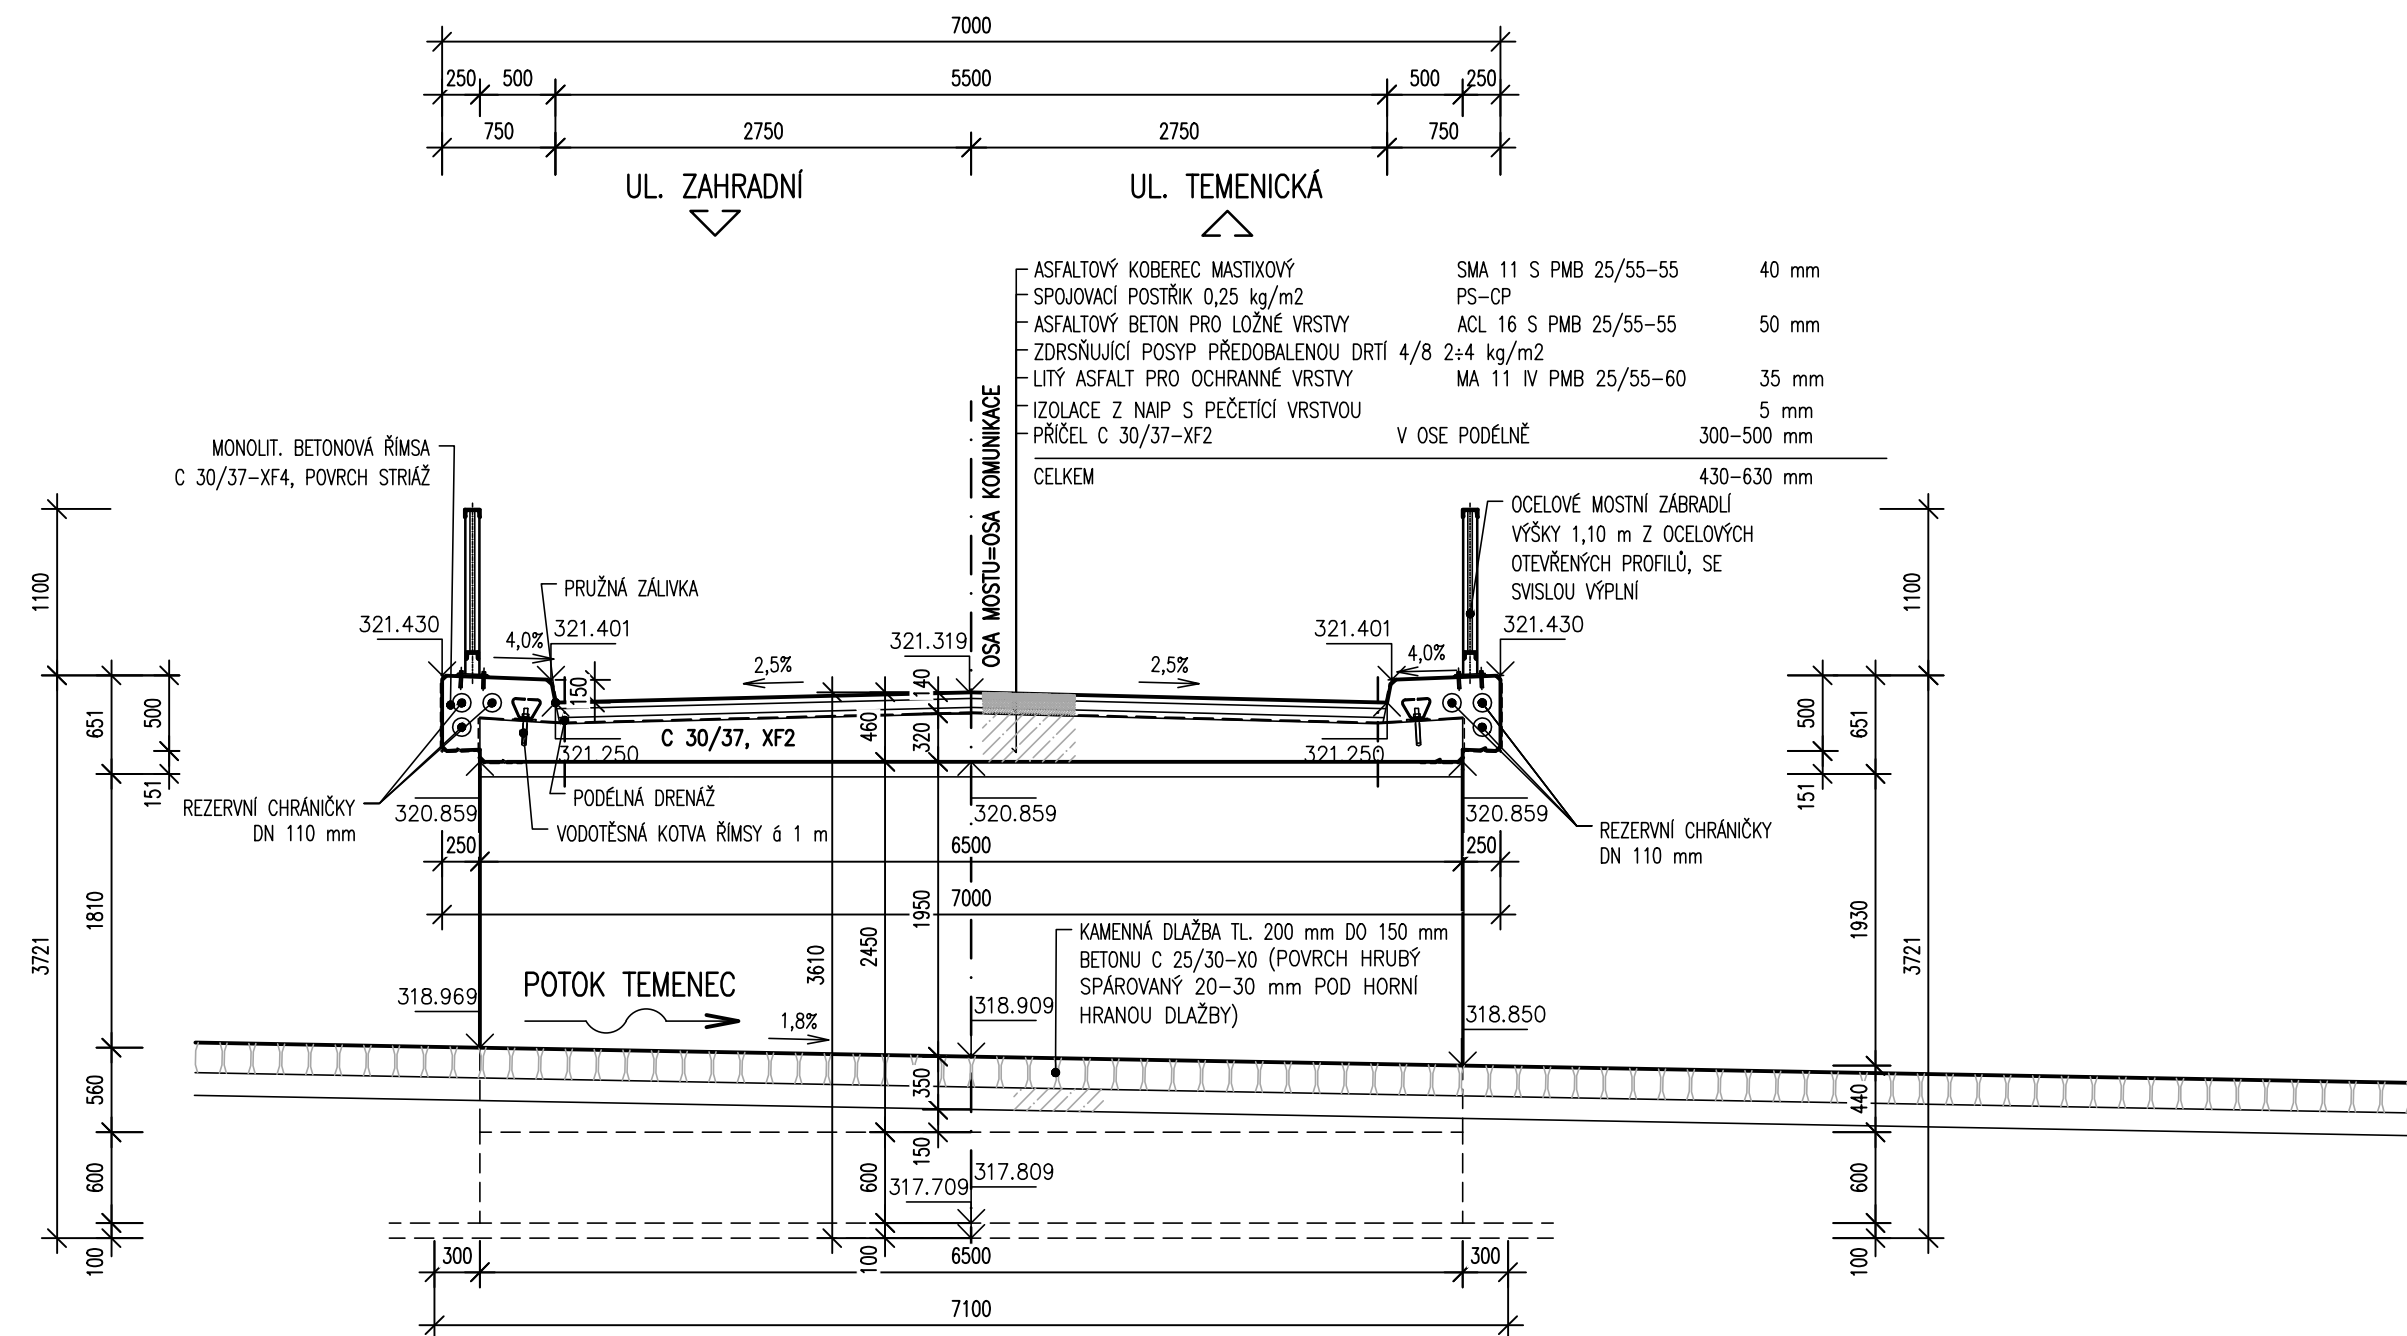 7000
250 500 5500 500 250
750 2750 2750 750
UL. ZAHRADNÍ UL. TEMENICKÁ
ASFALTOVÝ KOBEREC MASTIXOVÝ SMA 11 S PMB 25/55-55 40 mm
SPOJOVACÍ POSTŘIK 0,25 kg/m2 PS-CP
ASFALTOVÝ BETON PRO LOŽNÉ VRSTVY ACL 16 S PMB 25/55-55 50 mm
ZDRSŇUJÍCÍ POSYP PŘEDOBALENOU DRTÍ 4/8 2÷4 kg/m2
LITÝ ASFALT PRO OCHRANNÉ VRSTVY MA 11 IV PMB 25/55-60 35 mm
IZOLACE Z NAIP S PEČETÍCÍ VRSTVOU 5 mm
PŘÍČEL C 30/37-XF2 V OSE PODÉLNĚ 300-500 mm
CELKEM 430-630 mm
OSA MOSTU=OSA KOMUNIKACE
MONOLIT. BETONOVÁ ŘÍMSA
C 30/37-XF4, POVRCH STRIÁŽ
OCELOVÉ MOSTNÍ ZÁBRADLÍ
VÝŠKY 1,10 m Z OCELOVÝCH
OTEVŘENÝCH PROFILŮ, SE
SVISLOU VÝPLNÍ
PRUŽNÁ ZÁLIVKA
1100
1100
321.430 321.401 321.319 321.401 321.430
4,0% 2,5% 2,5% 4,0%
651 500 150 460 140 500 651
320
C 30/37, XF2
321.250 321.250
151 151
REZERVNÍ CHRÁNIČKY
DN 110 mm
PODÉLNÁ DRENÁŽ
VODOTĚSNÁ KOTVA ŘÍMSY á 1 m
320.859 320.859 320.859
REZERVNÍ CHRÁNIČKY
DN 110 mm
250 6500 250
7000
1810 1950 1930
3721 3610 2450 3721
KAMENNÁ DLAŽBA TL. 200 mm DO 150 mm
BETONU C 25/30-X0 (POVRCH HRUBÝ
SPÁROVANÝ 20-30 mm POD HORNÍ
HRANOU DLAŽBY)
POTOK TEMENEC
318.969 318.909 318.850
1,8%
560 350 440
150
600 600 600
317.709 317.809
100 100 100
300 6500 300
7100